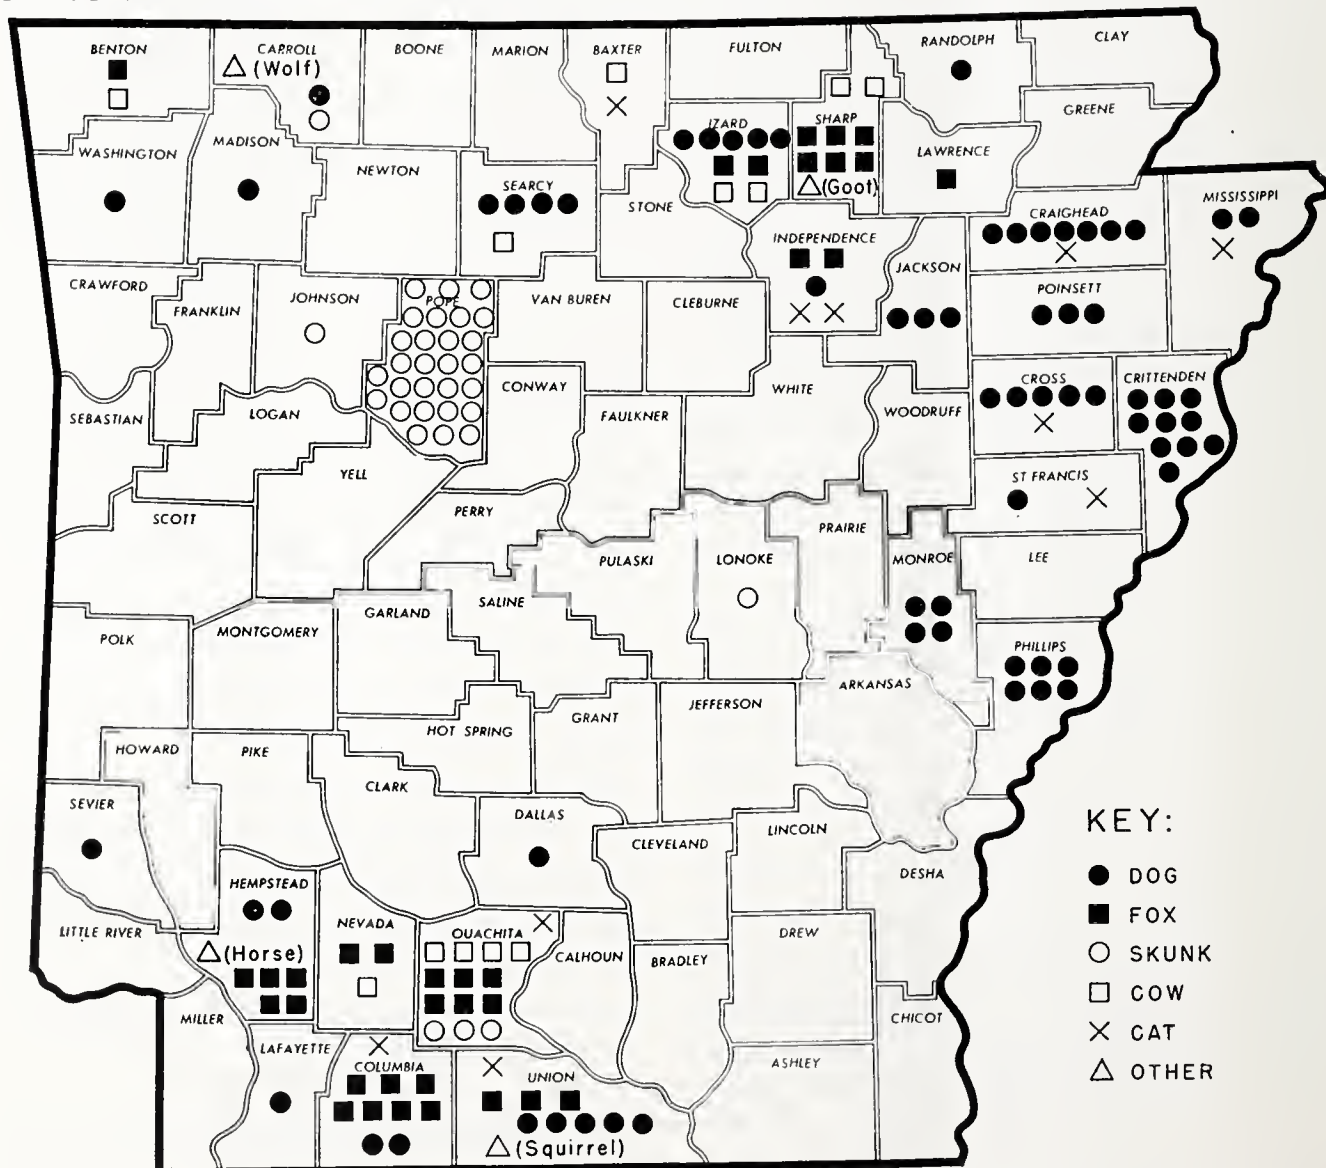 BENTON
CARROLL
(Wolf)
BOONE
MARION
BAXTER
FULTON
RANDOLPH
CLAY
WASHINGTON
MADISON
NEWTON
SEARCY
STONE
IZARD
SHARP
(Goot)
LAWRENCE
GREENE
INDEPENDENCE
JACKSON
CRAIGHEAD
MISSISSIPPI
CRAWFORD
FRANKLIN
JOHNSON
POPE
VAN BUREN
CLEBURNE
POINSETT
SEBASTIAN
LOGAN
CONWAY
FAULKNER
WHITE
WOODRUFF
CROSS
CRITTENDEN
SCOTT
YELL
PERRY
PULASKI
LONOKE
PRAIRIE
MONROE
ST FRANCIS
LEE
POLK
MONTGOMERY
GARLAND
SALINE
PHILLIPS
ARKANSAS
HOWARD
PIKE
HOT SPRING
GRANT
JEFFERSON
SEVIER
CLARK
DALLAS
CLEVELAND
LINCOLN
DESHA
LITTLE RIVER
HEMPSTEAD
(Horse)
NEVADA
OUACHITA
CALHOUN
BRADLEY
DREW
CHICOT
MILLER
LAFAYETTE
COLUMBIA
UNION
(Squirrel)
ASHLEY
KEY:
DOG
FOX
SKUNK
COW
CAT
OTHER